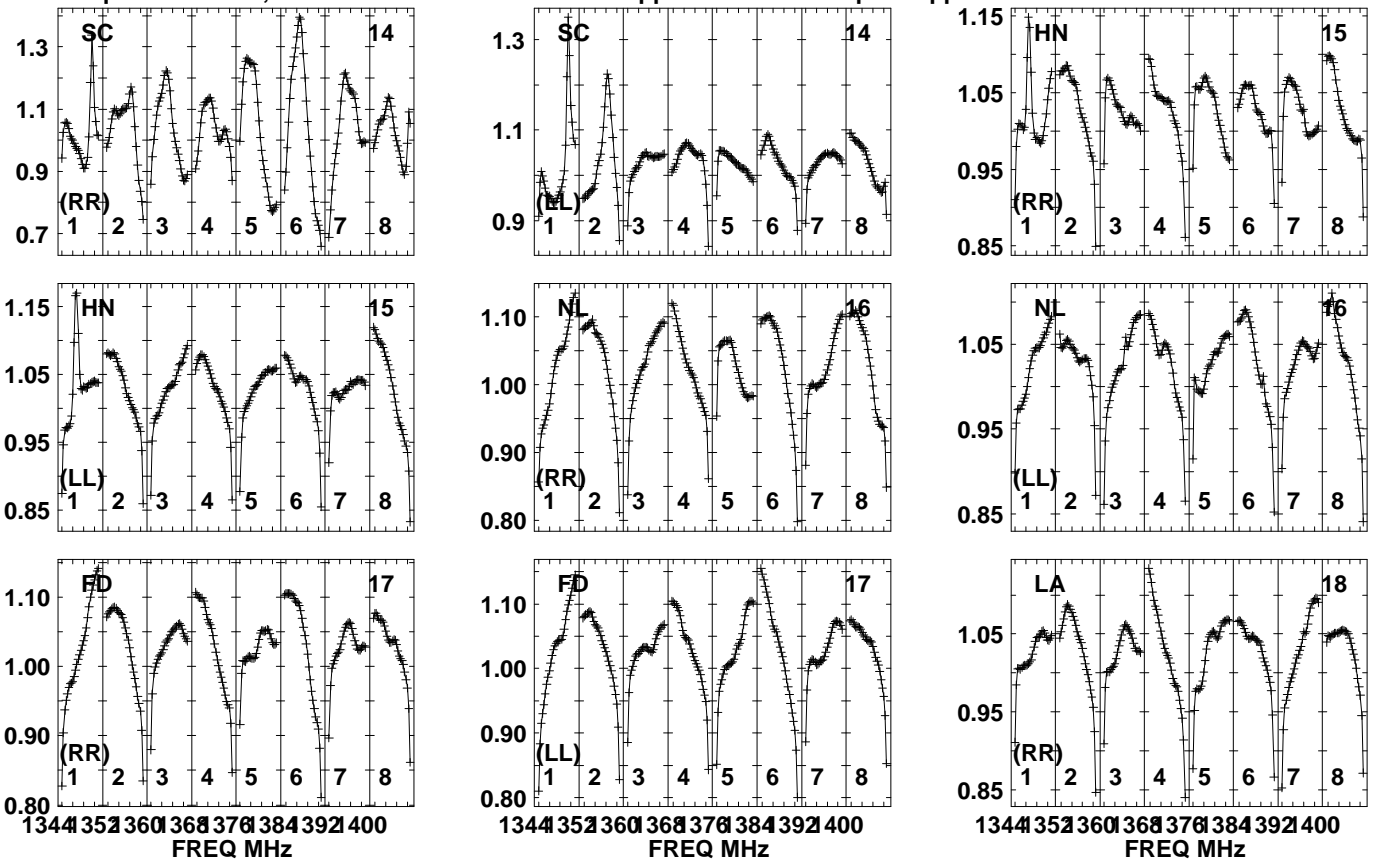 SC 14
1.3
1.1
0.9
0.7
(RR)
1 2 3 4 5 6 7 8
SC 14
1.3
1.1
0.9
(LL)
1 2 3 4 5 6 7 8
HN 15
1.15
1.05
0.95
0.85
(RR)
1 2 3 4 5 6 7 8
HN 15
1.15
1.05
0.95
0.85
(LL)
1 2 3 4 5 6 7 8
NL 16
1.10
1.00
0.90
0.80
(RR)
1 2 3 4 5 6 7 8
NL 16
1.05
0.95
0.85
(LL)
1 2 3 4 5 6 7 8
FD 17
1.10
1.00
0.90
0.80
(RR)
1 2 3 4 5 6 7 8
1344 1352 1360 1368 1376 1384 1392 1400
FREQ MHz
FD 17
1.10
1.00
0.90
0.80
(LL)
1 2 3 4 5 6 7 8
1344 1352 1360 1368 1376 1384 1392 1400
FREQ MHz
LA 18
1.05
0.95
0.85
(RR)
1 2 3 4 5 6 7 8
1344 1352 1360 1368 1376 1384 1392 1400
FREQ MHz